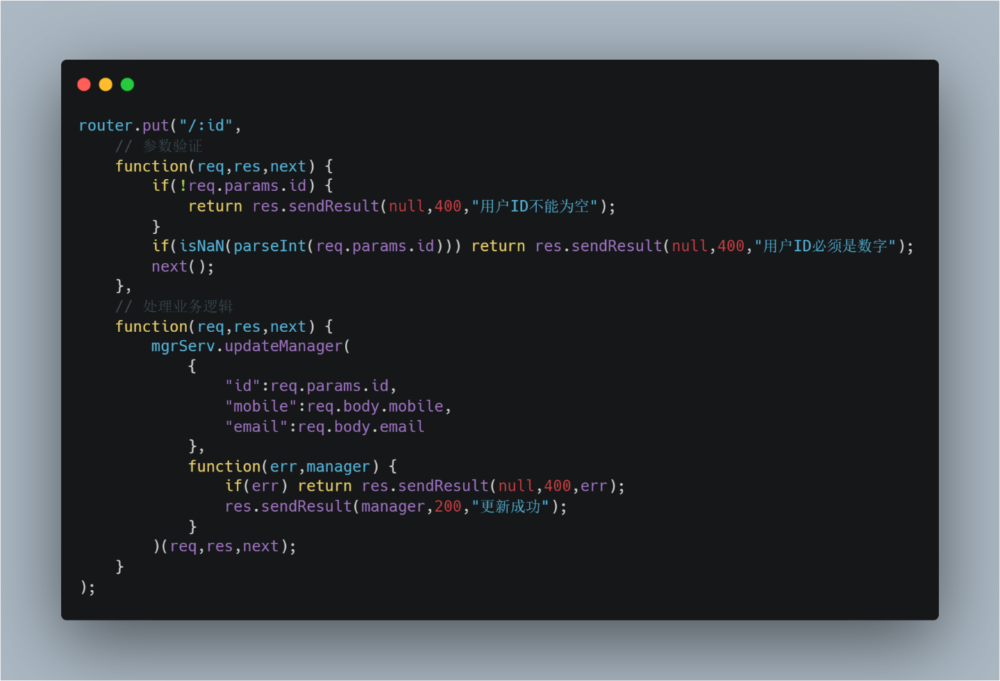 router.put("/:id",
    // 参数验证
    function(req,res,next) {
        if(!req.params.id) {
            return res.sendResult(null,400,"用户ID不能为空");
        }
        if(isNaN(parseInt(req.params.id))) return res.sendResult(null,400,"用户ID必须是数字");
        next();
    },
    // 处理业务逻辑
    function(req,res,next) {
        mgrServ.updateManager(
            {
                "id":req.params.id,
                "mobile":req.body.mobile,
                "email":req.body.email
            },
            function(err,manager) {
                if(err) return res.sendResult(null,400,err);
                res.sendResult(manager,200,"更新成功");
            }
        )(req,res,next);
    }
);